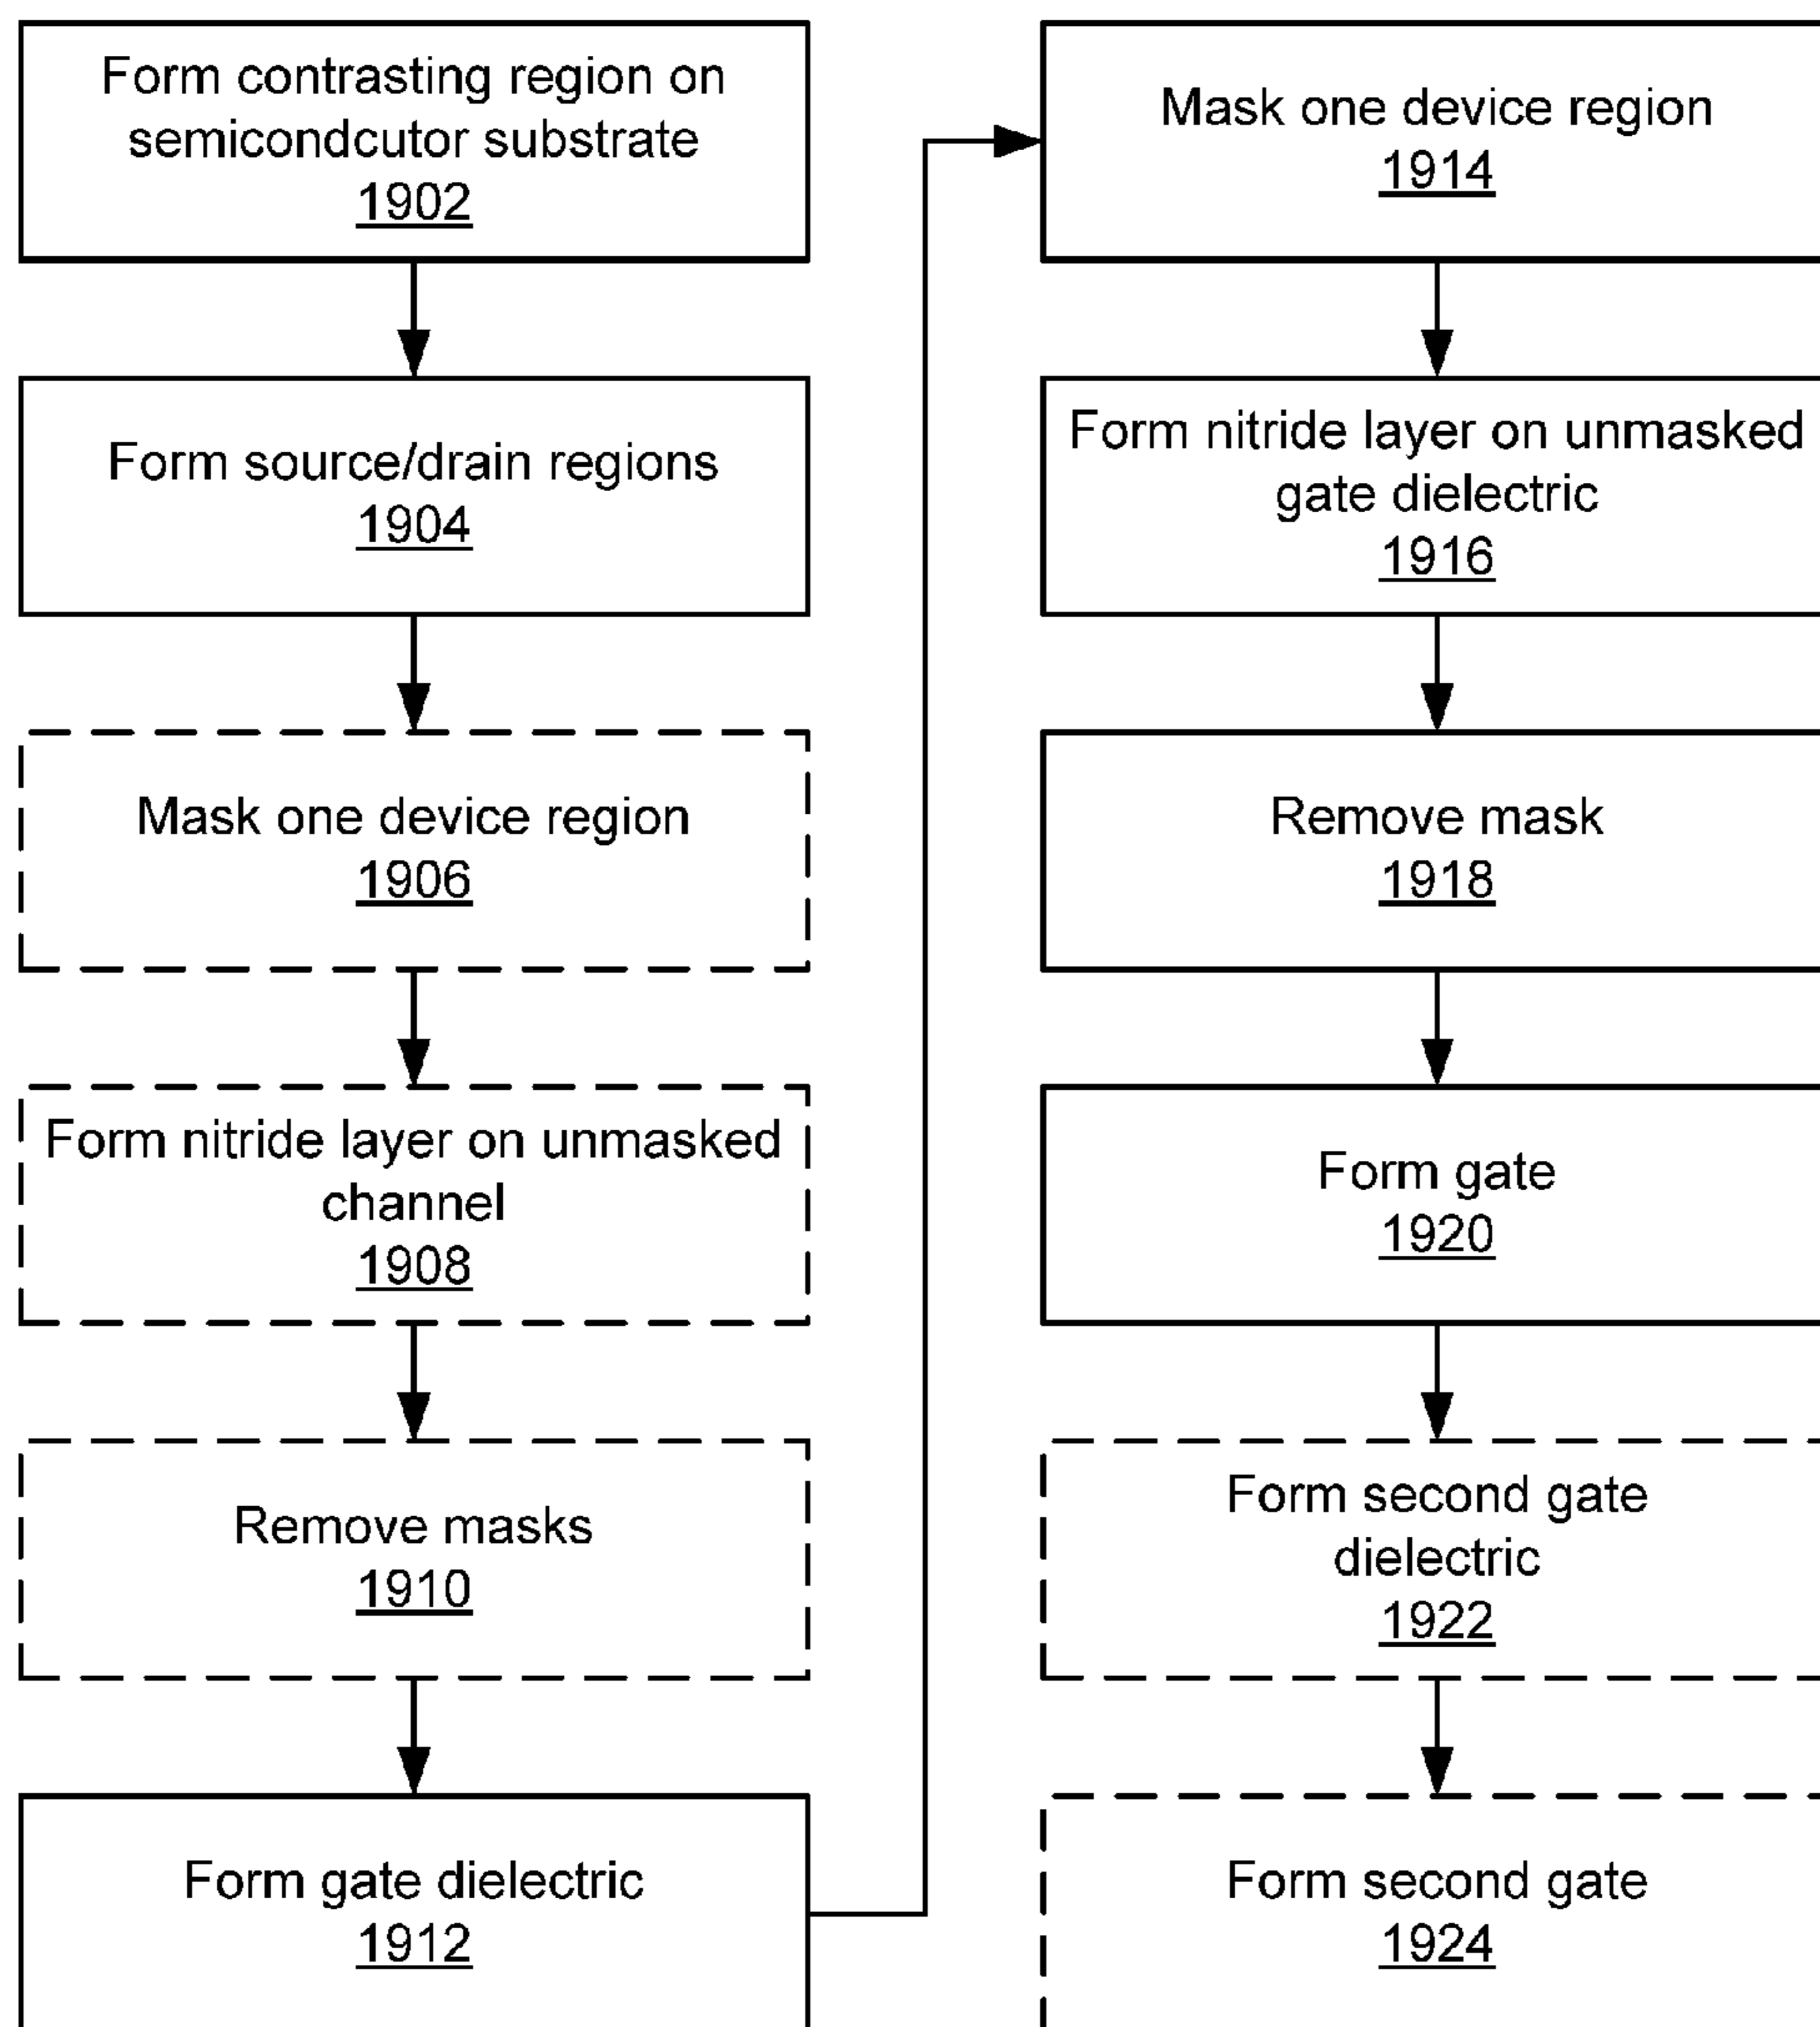 Form contrasting region on
semicondcutor substrate
1902
Form source/drain regions
1904
Mask one device region
1906
Form nitride layer on unmasked
channel
1908
Remove masks
1910
Form gate dielectric
1912
Mask one device region
1914
Form nitride layer on unmasked
gate dielectric
1916
Remove mask
1918
Form gate
1920
Form second gate
dielectric
1922
Form second gate
1924